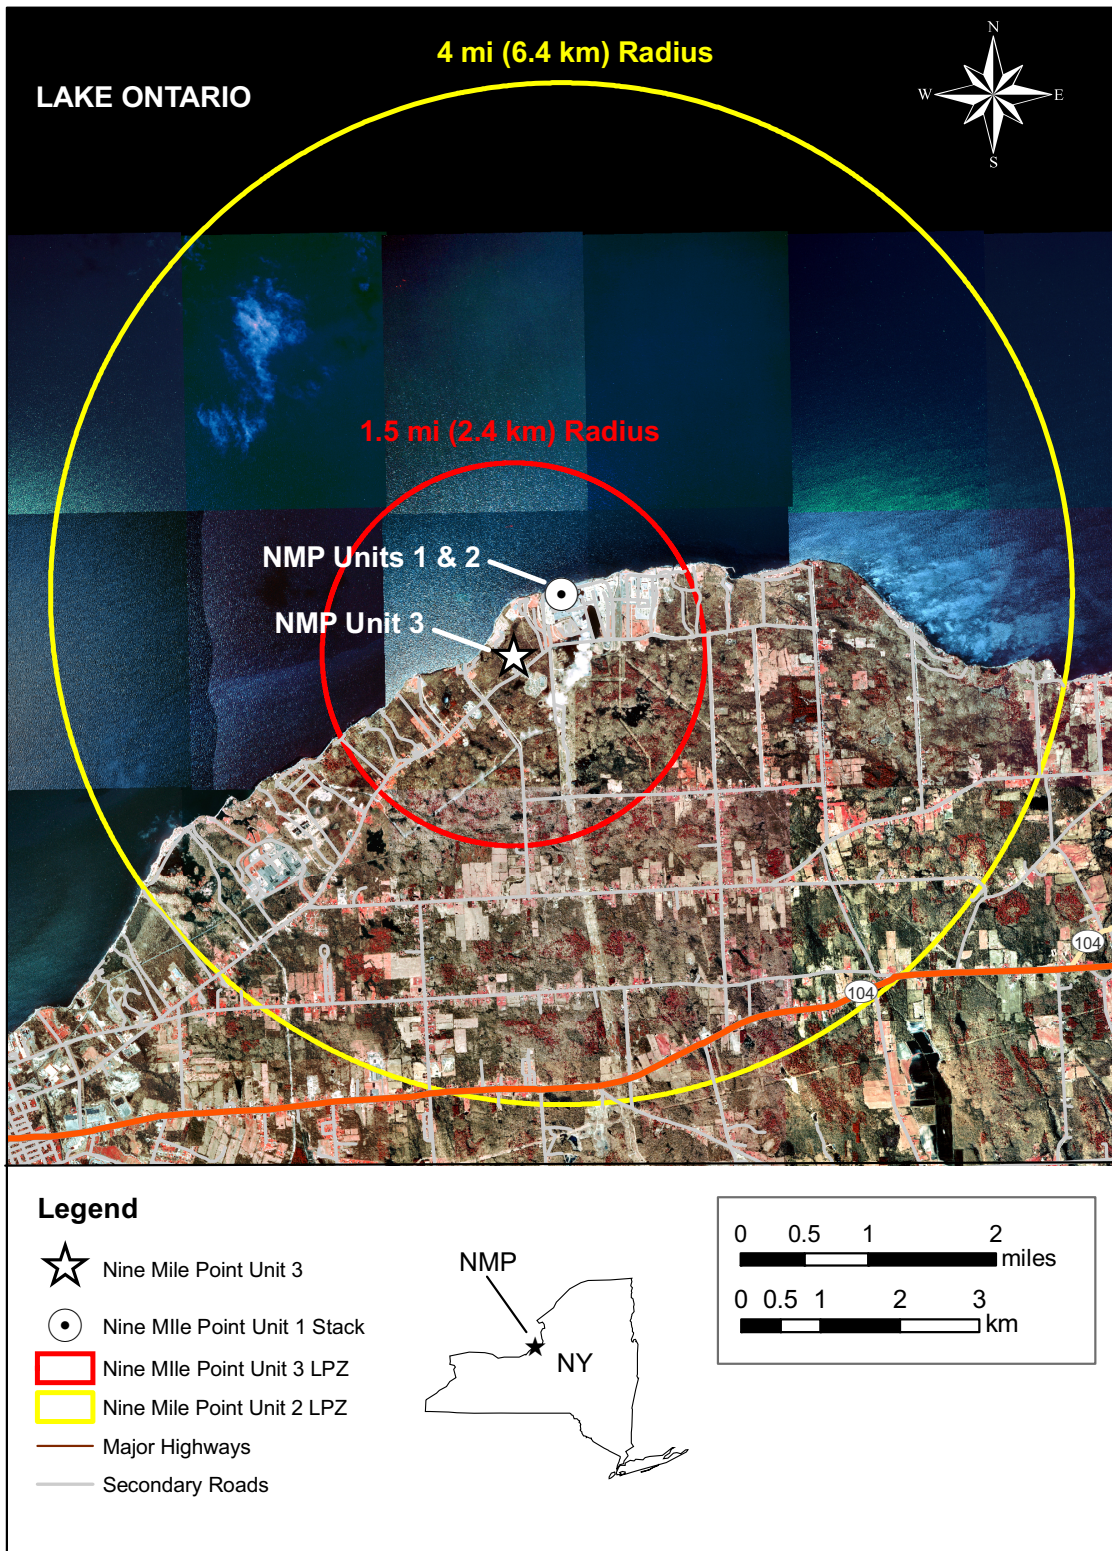 4 mi (6.4 km) Radius
LAKE ONTARIO
N
W
E
S
1.5 mi (2.4 km) Radius
NMP Units 1 & 2
NMP Unit 3
104
104
Legend
Nine Mile Point Unit 3
Nine MIle Point Unit 1 Stack
Nine MIle Point Unit 3 LPZ
Nine Mile Point Unit 2 LPZ
Major Highways
Secondary Roads
NMP
NY
0 0.5 1 2
miles
0 0.5 1 2 3
km